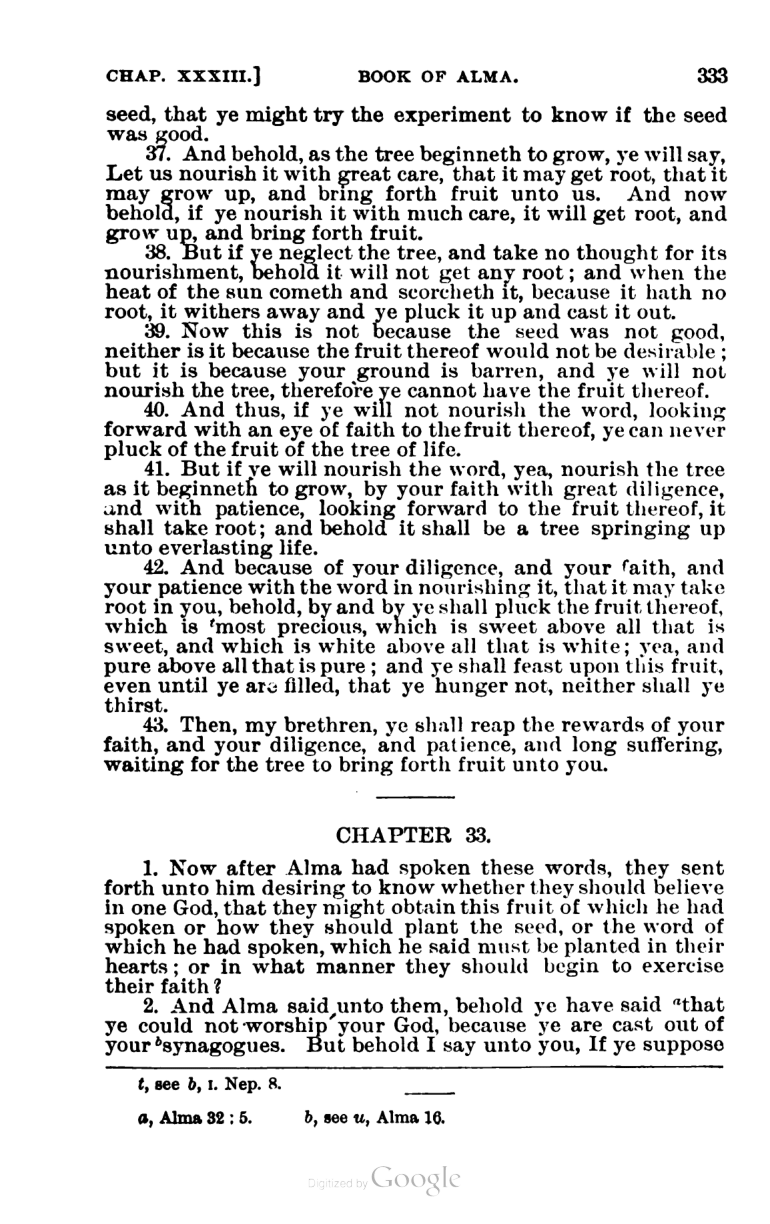 CHAP. XXXIII.] BOOK OF ALMA. 333
seed, that ye might try the experiment to know if the seed
was good.
37. And behold, as the tree beginneth to grow, ye will say,
Let us nourish it with great care, that it may get root, that it
may grow up, and bring forth fruit unto us. And now
behold, if ye nourish it with much care, it will get root, and
grow up, and bring forth fruit.
38. But if ye neglect the tree, and take no thought for its
nourishment, behold it will not get any root; and when the
heat of the sun cometh and scorcheth it, because it hath no
root, it withers away and ye pluck it up and cast it out.
39. Now this is not because the seed was not good,
neither is it because the fruit thereof would not be desirable;
but it is because your ground is barren, and ye will not
nourish the tree, therefore ye cannot have the fruit thereof.
40. And thus, if ye will not nourish the word, looking
forward with an eye of faith to the fruit thereof, ye can never
pluck of the fruit of the tree of life.
41. But if ye will nourish the word, yea, nourish the tree
as it beginneth to grow, by your faith with great diligence,
and with patience, looking forward to the fruit thereof, it
shall take root; and behold it shall be a tree springing up
unto everlasting life.
42. And because of your diligence, and your faith, and
your patience with the word in nourishing it, that it may take
root in you, behold, by and by ye shall pluck the fruit thereof,
which is ᵗmost precious, which is sweet above all that is
sweet, and which is white above all that is white; yea, and
pure above all that is pure; and ye shall feast upon this fruit,
even until ye are filled, that ye hunger not, neither shall ye
thirst.
43. Then, my brethren, ye shall reap the rewards of your
faith, and your diligence, and patience, and long suffering,
waiting for the tree to bring forth fruit unto you.
CHAPTER 33.
1. Now after Alma had spoken these words, they sent
forth unto him desiring to know whether they should believe
in one God, that they might obtain this fruit of which he had
spoken or how they should plant the seed, or the word of
which he had spoken, which he said must be planted in their
hearts; or in what manner they should begin to exercise
their faith?
2. And Alma said unto them, behold ye have said ᵃthat
ye could not worship your God, because ye are cast out of
your ᵇsynagogues. But behold I say unto you, If ye suppose
t, see b, I. Nep. 8.
a, Alma 32 : 5. b, see u, Alma 16.
Digitized by Google